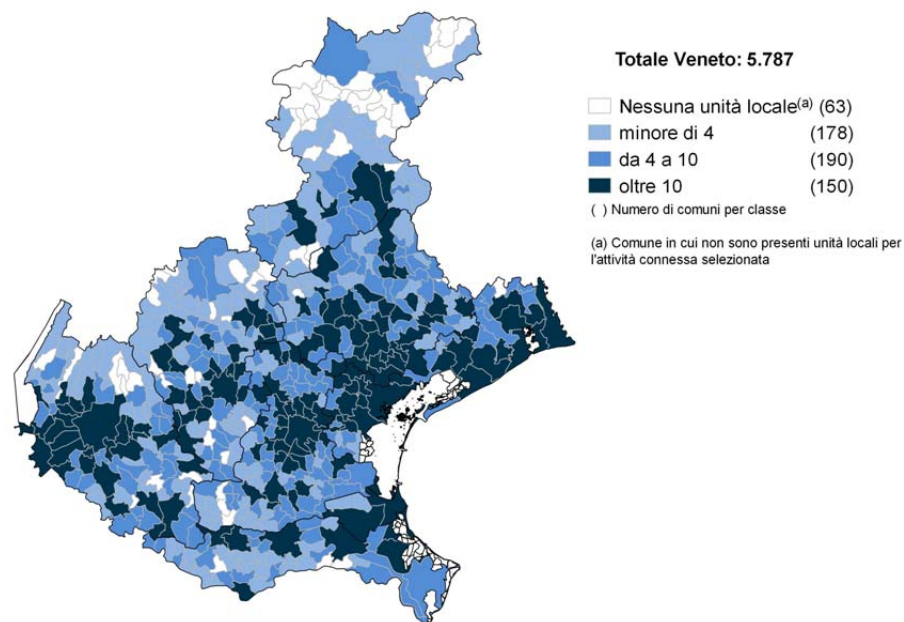 Totale Veneto: 5.787
Nessuna unità locale(a) (63)
minore di 4 (178)
da 4 a 10 (190)
oltre 10 (150)
( ) Numero di comuni per classe
(a) Comune in cui non sono presenti unità locali per
l'attività connessa selezionata